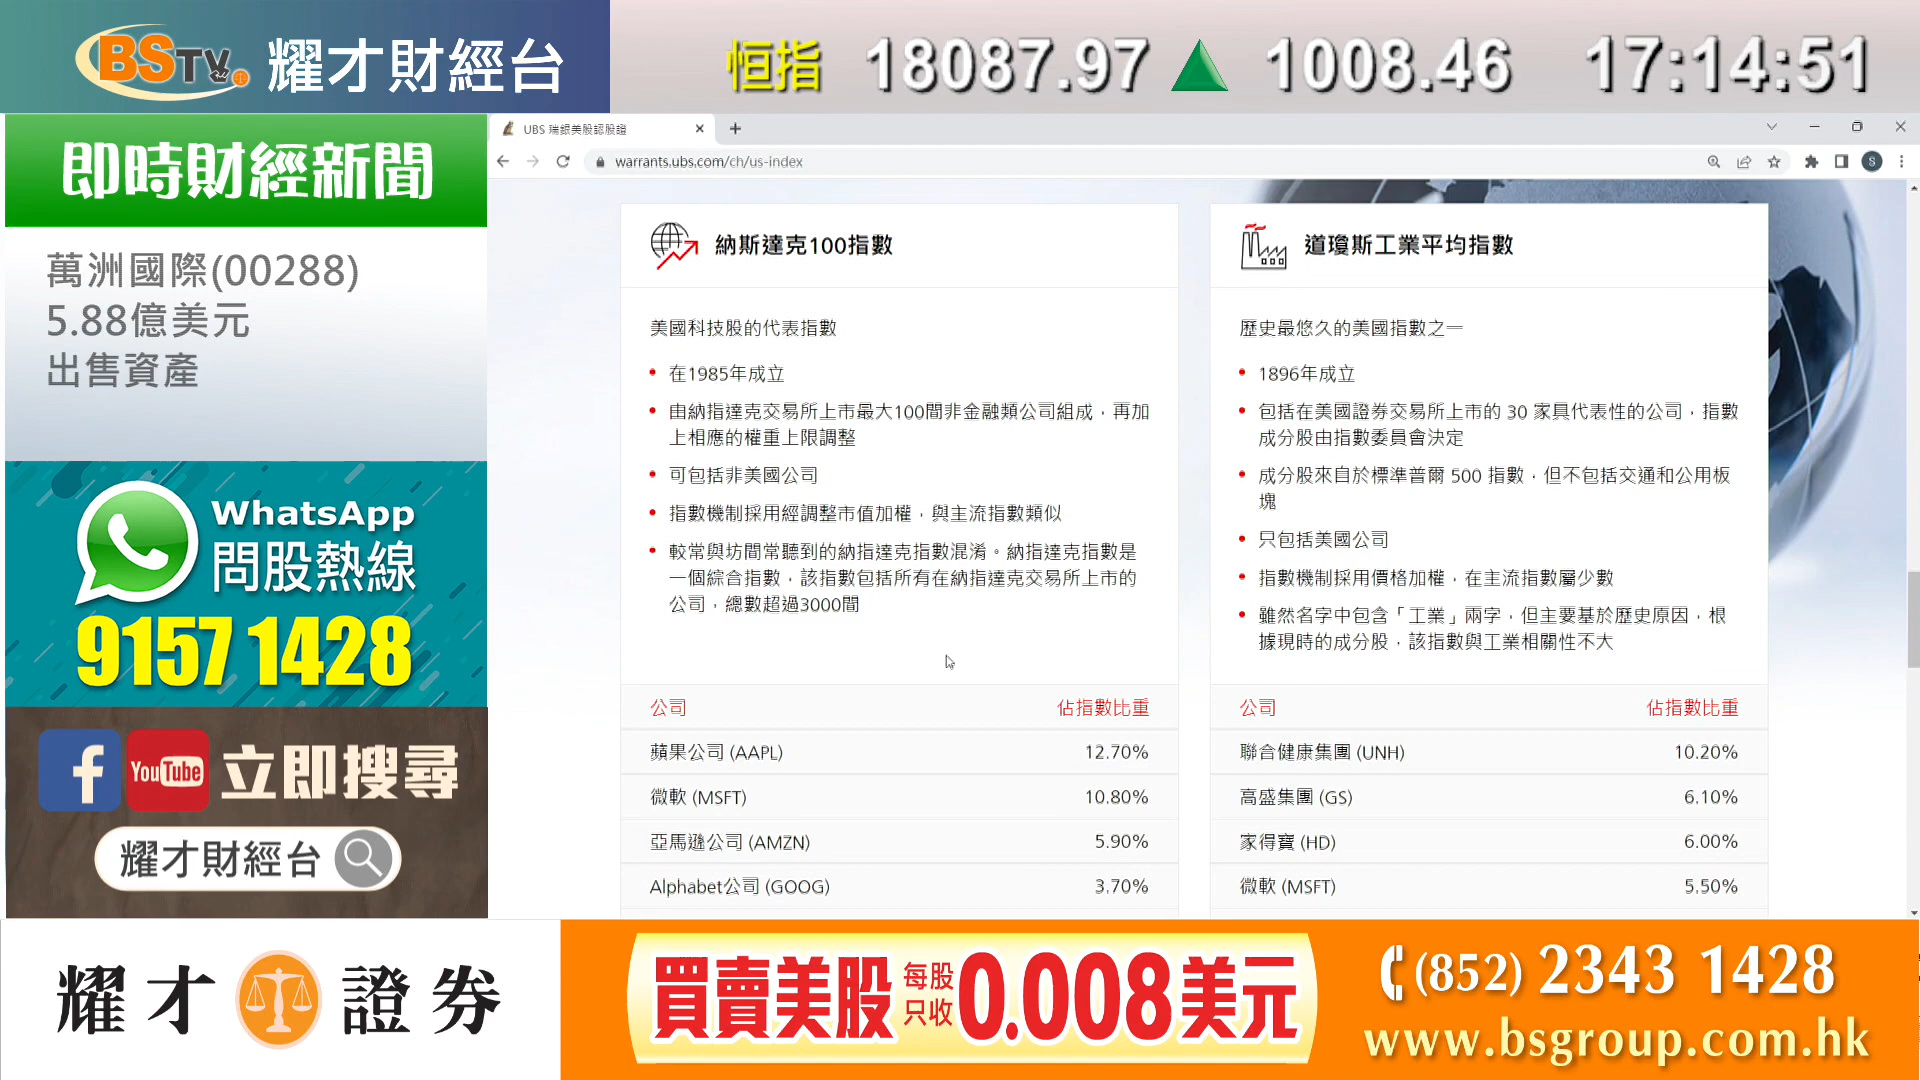 BSTV 耀才財經台
恒指 18087.97 ▲ 1008.46 17:14:51
即時財經新聞
萬洲國際(00288)
5.88億美元
出售資產
WhatsApp
問股熱線
9157 1428
f YouTube 立即搜尋
耀才財經台
UBS 瑞銀美股認股證
warrants.ubs.com/ch/us-index
S
納斯達克100指數
美國科技股的代表指數
• 在1985年成立
• 由納指達克交易所上市最大100間非金融類公司組成，再加
上相應的權重上限調整
• 可包括非美國公司
• 指數機制採用經調整市值加權，與主流指數類似
• 較常與坊間常聽到的納指達克指數混淆。納指達克指數是
一個綜合指數，該指數包括所有在納指達克交易所上市的
公司，總數超過3000間
公司 佔指數比重
蘋果公司 (AAPL) 12.70%
微軟 (MSFT) 10.80%
亞馬遜公司 (AMZN) 5.90%
Alphabet公司 (GOOG) 3.70%
道瓊斯工業平均指數
歷史最悠久的美國指數之一
• 1896年成立
• 包括在美國證券交易所上市的 30 家具代表性的公司，指數
成分股由指數委員會決定
• 成分股來自於標準普爾 500 指數，但不包括交通和公用板
塊
• 只包括美國公司
• 指數機制採用價格加權，在主流指數屬少數
• 雖然名字中包含「工業」兩字，但主要基於歷史原因，根
據現時的成分股，該指數與工業相關性不大
公司 佔指數比重
聯合健康集團 (UNH) 10.20%
高盛集團 (GS) 6.10%
家得寶 (HD) 6.00%
微軟 (MSFT) 5.50%
耀才證券
買賣美股 每股只收 0.008美元
(852) 2343 1428
www.bsgroup.com.hk